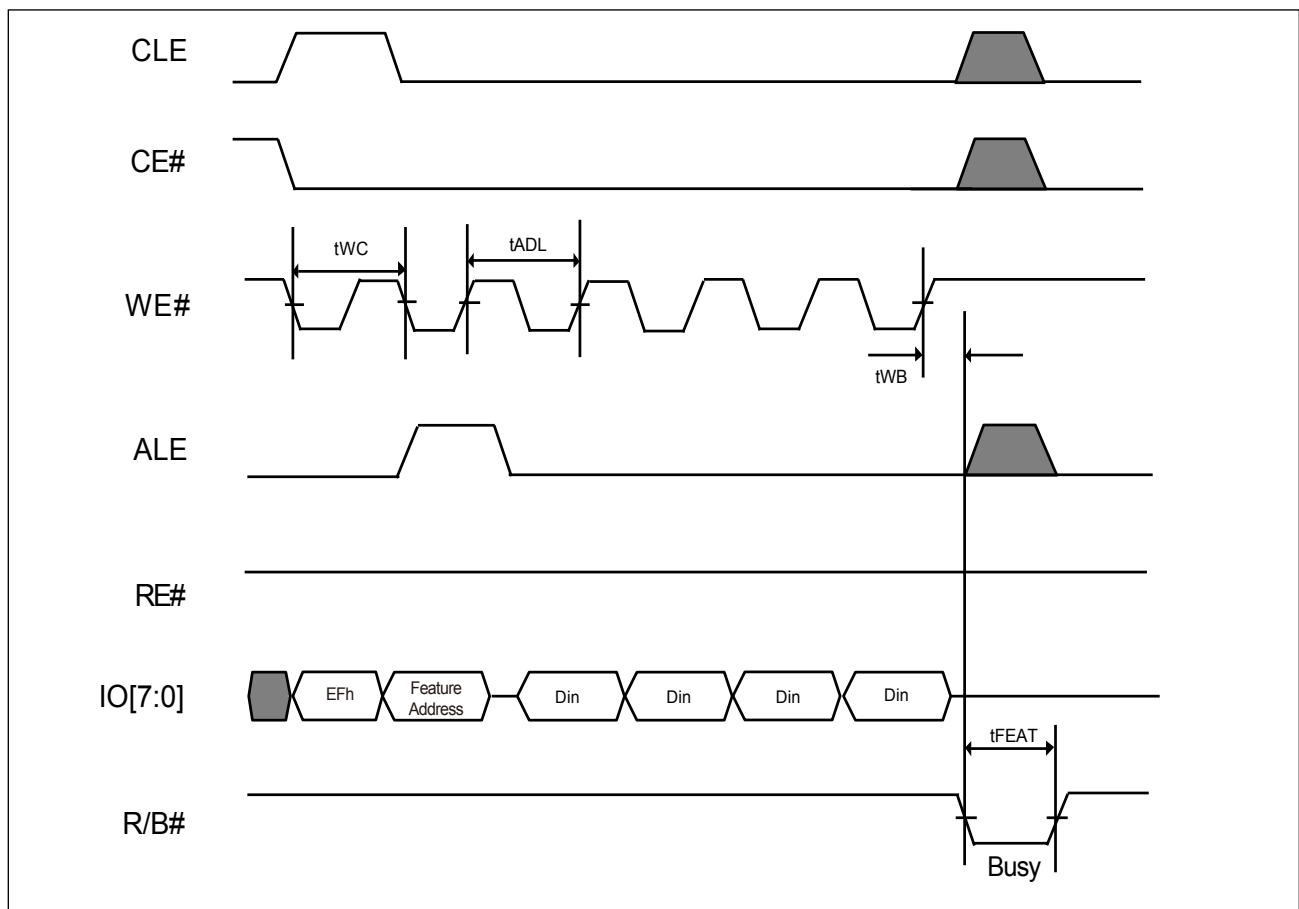 CLE
CE#
tWC
tADL
WE#
tWB
ALE
RE#
IO[7:0]
EFh
Feature
Address
Din
Din
Din
Din
tFEAT
R/B#
Busy